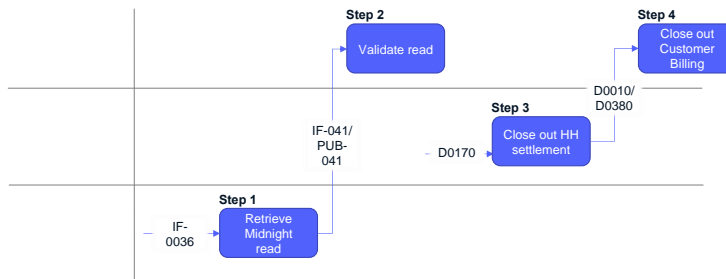 Step 2
Validate read
Step 4
Close out
Customer
Billing
D0010/
D0380
Step 3
Close out HH
settlement
IF-041/
PUB-
041
D0170
Step 1
Retrieve
Midnight
read
IF-
0036